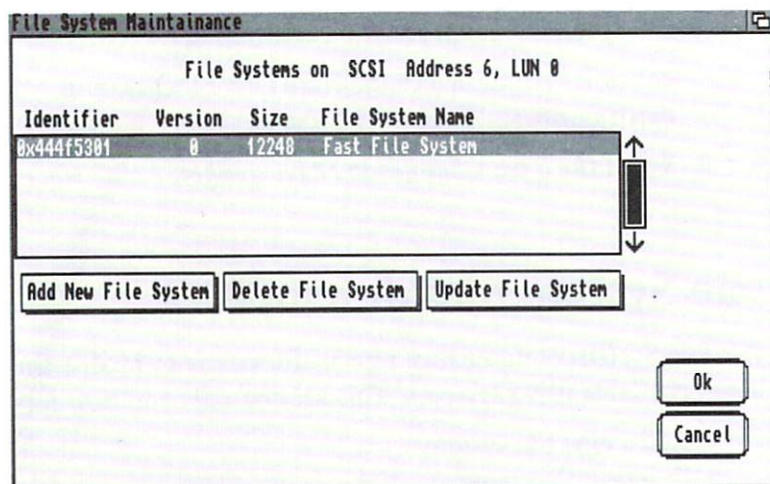 File System Maintainance
File Systems on SCSI Address 6, LUN 0
Identifier Version Size File System Name
0x444f5301 0 12248 Fast File System
Add New File System Delete File System Update File System
Ok
Cancel